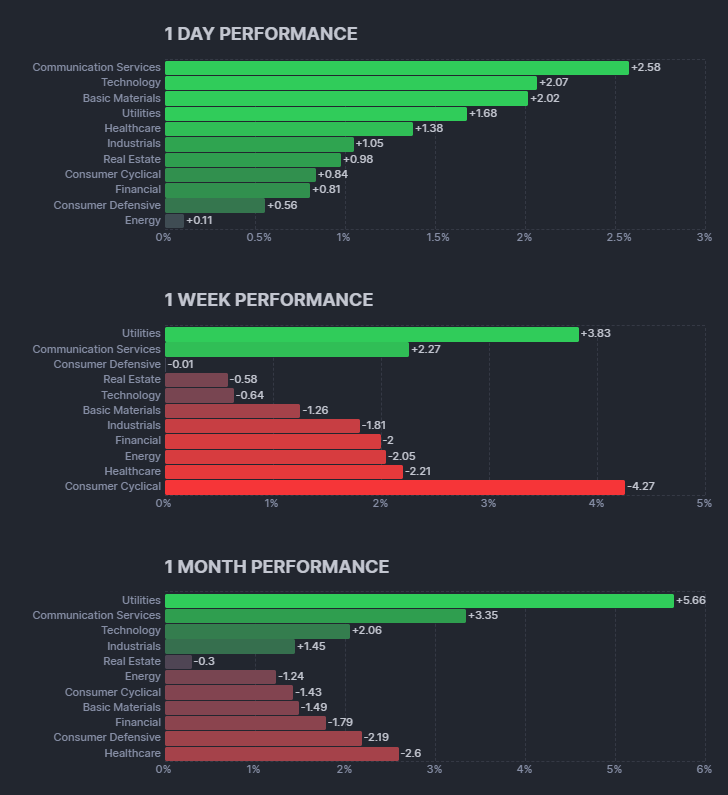 1 DAY PERFORMANCE
Communication Services +2.58
Technology +2.07
Basic Materials +2.02
Utilities +1.68
Healthcare +1.38
Industrials +1.05
Real Estate +0.98
Consumer Cyclical +0.84
Financial +0.81
Consumer Defensive +0.56
Energy +0.11
0% 0.5% 1% 1.5% 2% 2.5% 3%
1 WEEK PERFORMANCE
Utilities +3.83
Communication Services +2.27
Consumer Defensive -0.01
Real Estate -0.58
Technology -0.64
Basic Materials -1.26
Industrials -1.81
Financial -2
Energy -2.05
Healthcare -2.21
Consumer Cyclical -4.27
0% 1% 2% 3% 4% 5%
1 MONTH PERFORMANCE
Utilities +5.66
Communication Services +3.35
Technology +2.06
Industrials +1.45
Real Estate -0.3
Energy -1.24
Consumer Cyclical -1.43
Basic Materials -1.49
Financial -1.79
Consumer Defensive -2.19
Healthcare -2.6
0% 1% 2% 3% 4% 5% 6%